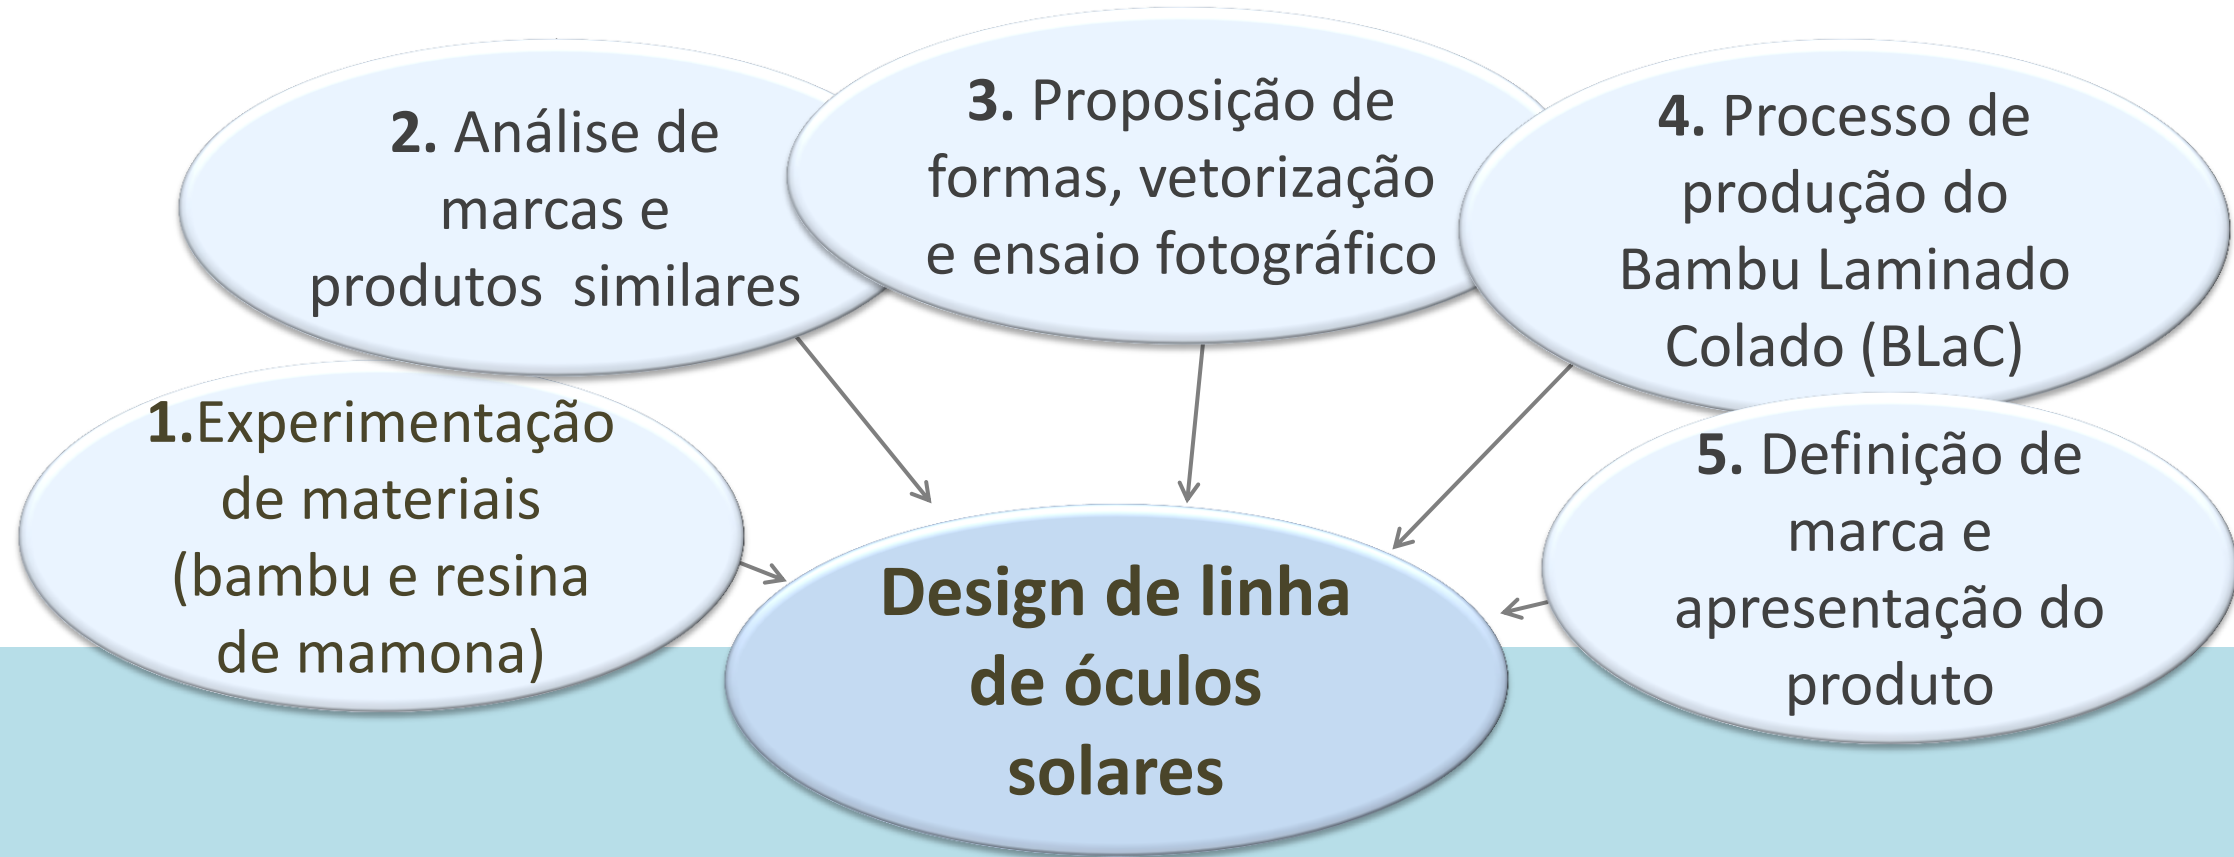 1.Experimentação
de materiais
(bambu e resina
de mamona)
2. Análise de
marcas e
produtos  similares
3. Proposição de
formas, vetorização
e ensaio fotográfico
4. Processo de
produção do
Bambu Laminado
Colado (BLaC)
5. Definição de
marca e
apresentação do
produto
Design de linha
de óculos
solares